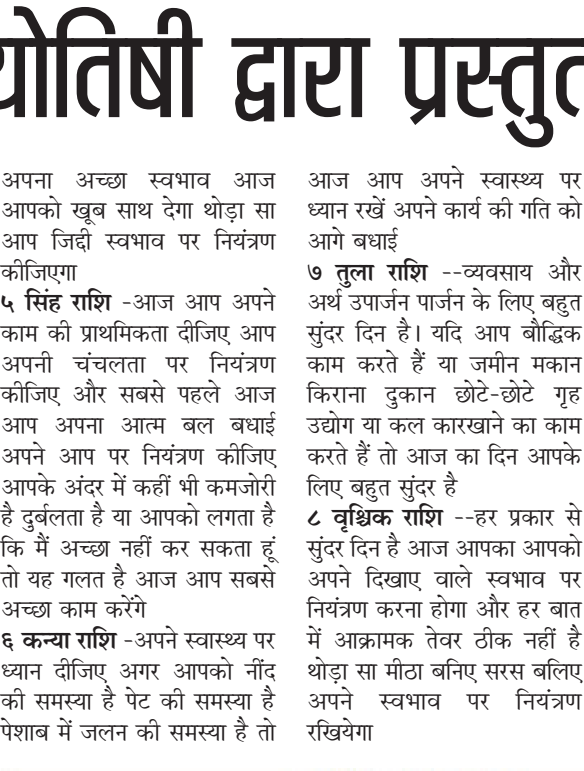 योतिषी द्वारा प्रस्तुत
अपना अच्छा स्वभाव आज
आपको खूब साथ देगा थोड़ा सा
आप जिद्दी स्वभाव पर नियंत्रण
कीजिएगा
५ सिंह राशि -आज आप अपने
काम की प्राथमिकता दीजिए आप
अपनी चंचलता पर नियंत्रण
कीजिए और सबसे पहले आज
आप अपना आत्म बल बधाई
अपने आप पर नियंत्रण कीजिए
आपके अंदर में कहीं भी कमजोरी
है दुर्बलता है या आपको लगता है
कि मैं अच्छा नहीं कर सकता हूं
तो यह गलत है आज आप सबसे
अच्छा काम करेंगे
६ कन्या राशि -अपने स्वास्थ्य पर
ध्यान दीजिए अगर आपको नींद
की समस्या है पेट की समस्या है
पेशाब में जलन की समस्या है तो
आज आप अपने स्वास्थ्य पर
ध्यान रखें अपने कार्य की गति को
आगे बधाई
७ तुला राशि --व्यवसाय और
अर्थ उपार्जन पार्जन के लिए बहुत
सुंदर दिन है। यदि आप बौद्धिक
काम करते हैं या जमीन मकान
किराना दुकान छोटे-छोटे गृह
उद्योग या कल कारखाने का काम
करते हैं तो आज का दिन आपके
लिए बहुत सुंदर है
८ वृश्चिक राशि --हर प्रकार से
सुंदर दिन है आज आपका आपको
अपने दिखाए वाले स्वभाव पर
नियंत्रण करना होगा और हर बात
में आक्रामक तेवर ठीक नहीं है
थोड़ा सा मीठा बनिए सरस बलिए
अपने स्वभाव पर नियंत्रण
रखियेगा